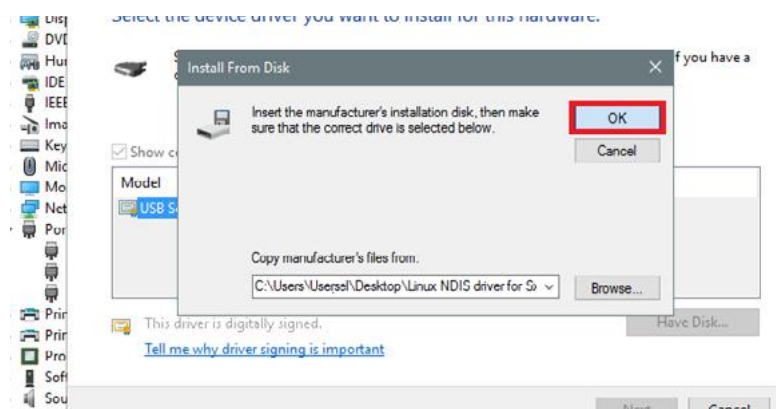 Select the device driver you want to install for this hardware.
DVD
Hu
IDE
IEEE
Ima
Key
Mo
Net
Por
Prin
Prin
Pro
Soft
Sou
f you have a
Install From Disk
Insert the manufacturer's installation disk, then make
sure that the correct drive is selected below.
OK
Cancel
Show c
Model
USB Se
Copy manufacturer's files from:
C:\Users\Usersel\Desktop\Linux NDIS driver for S
Browse...
This driver is digitally signed.
Have Disk...
Tell me why driver signing is important
Next
Cancel